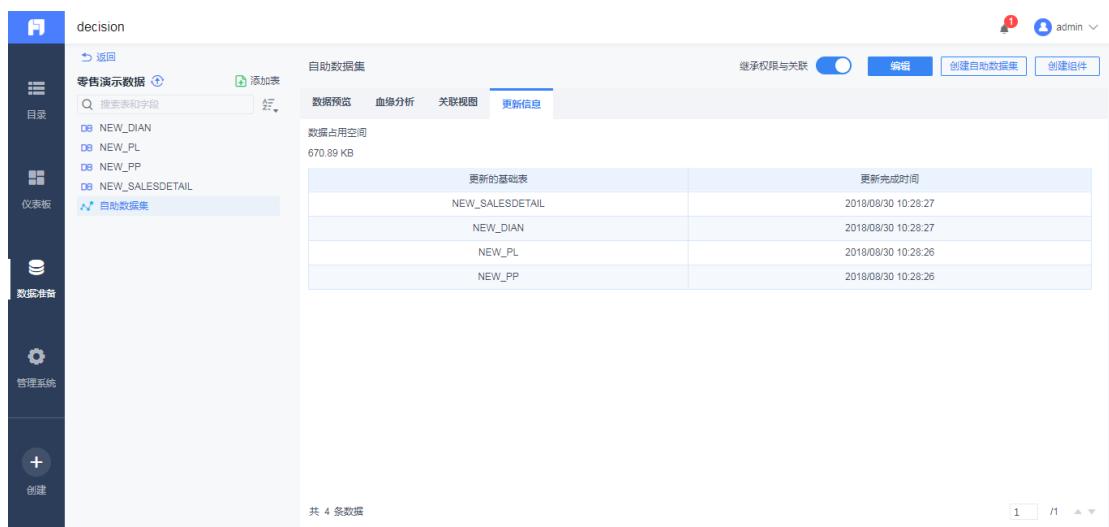 decision
1
admin
目录
仪表板
数据准备
管理系统
创建
返回
零售演示数据
添加表
搜索表和字段
DB NEW_DIAN
DB NEW_PL
DB NEW_PP
DB NEW_SALESDETAIL
自助数据集
自助数据集
继承权限与关联
编辑
创建自助数据集
创建组件
数据预览 血缘分析 关联视图 更新信息
数据占用空间
670.89 KB
更新的基础表 更新完成时间
NEW_SALESDETAIL 2018/08/30 10:28:27
NEW_DIAN 2018/08/30 10:28:27
NEW_PL 2018/08/30 10:28:26
NEW_PP 2018/08/30 10:28:26
共 4 条数据
1 /1